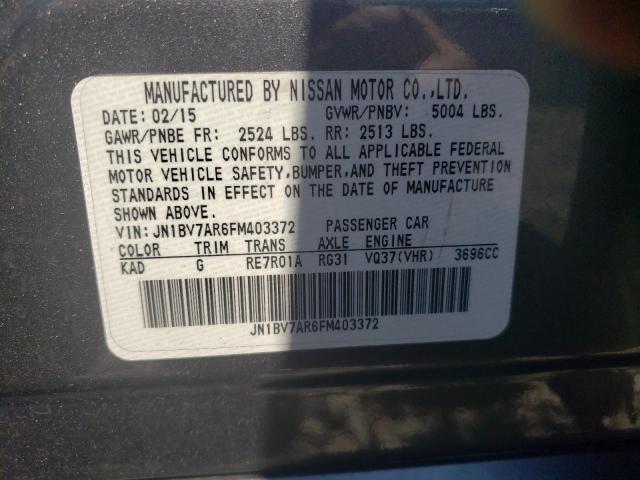 MANUFACTURED BY NISSAN MOTOR CO.,LTD.
DATE: 02/15 GVWR/PNBV: 5004 LBS.
GAWR/PNBE FR: 2524 LBS. RR: 2513 LBS.
THIS VEHICLE CONFORMS TO ALL APPLICABLE FEDERAL
MOTOR VEHICLE SAFETY,BUMPER,AND THEFT PREVENTION
STANDARDS IN EFFECT ON THE DATE OF MANUFACTURE
SHOWN ABOVE.
VIN: JN1BV7AR6FM403372 PASSENGER CAR
COLOR TRIM TRANS AXLE ENGINE
KAD G RE7R01A RG31 VQ37(VHR) 3696CC
JN1BV7AR6FM403372